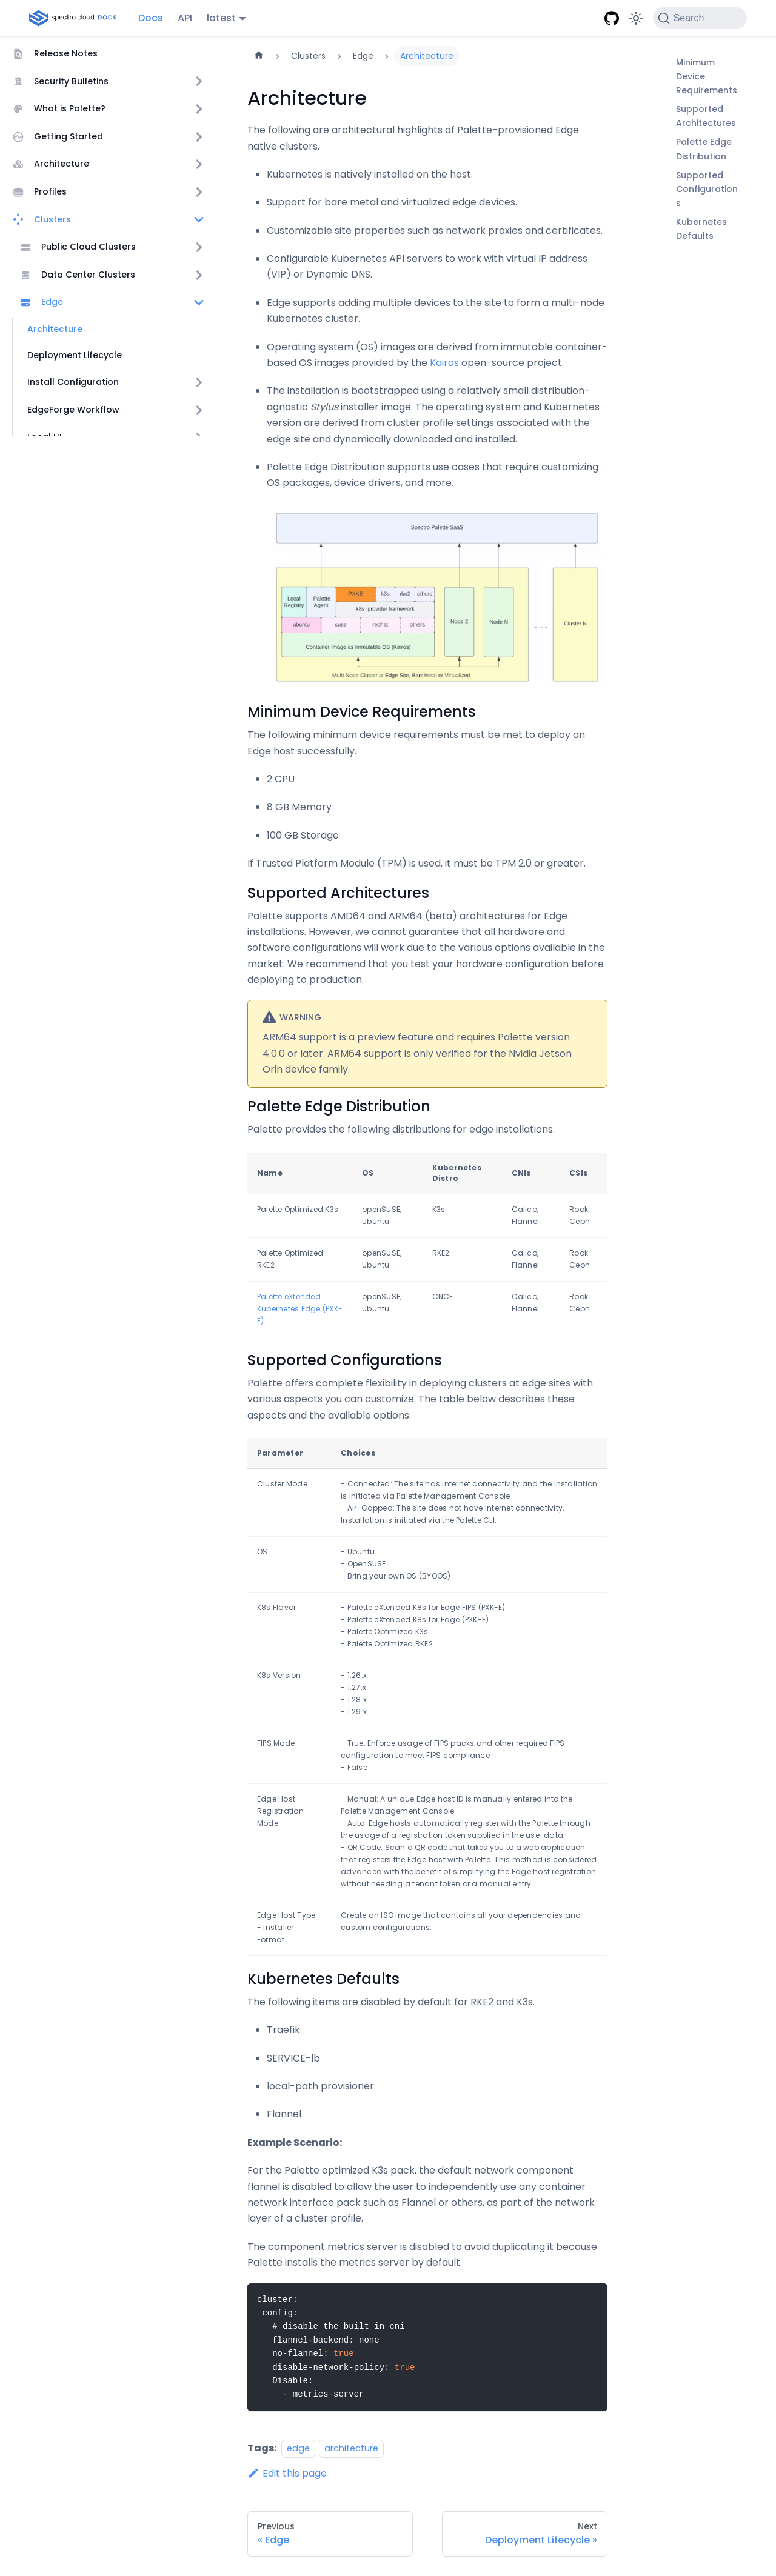 spectro cloud DOCS
Docs
API
latest
Search
Release Notes
Security Bulletins
What is Palette?
Getting Started
Architecture
Profiles
Clusters
Public Cloud Clusters
Data Center Clusters
Edge
Architecture
Deployment Lifecycle
Install Configuration
EdgeForge Workflow
Local UI
Clusters
Edge
Architecture
Architecture
The following are architectural highlights of Palette-provisioned Edge
native clusters.
Kubernetes is natively installed on the host.
Support for bare metal and virtualized edge devices.
Customizable site properties such as network proxies and certificates.
Configurable Kubernetes API servers to work with virtual IP address
(VIP) or Dynamic DNS.
Edge supports adding multiple devices to the site to form a multi-node
Kubernetes cluster.
Operating system (OS) images are derived from immutable container-
based OS images provided by the Kairos open-source project.
The installation is bootstrapped using a relatively small distribution-
agnostic Stylus installer image. The operating system and Kubernetes
version are derived from cluster profile settings associated with the
edge site and dynamically downloaded and installed.
Palette Edge Distribution supports use cases that require customizing
OS packages, device drivers, and more.
Spectro Palette SaaS
Local
Registry
Palette
Agent
PXKE
k3s
rke2
others
k8s provider framework
ubuntu
suse
redhat
others
Container Image as Immutable OS (Kairos)
Node 2
Node N
Cluster N
Multi-Node Cluster at Edge Site, BareMetal or Virtualized
Minimum Device Requirements
The following minimum device requirements must be met to deploy an
Edge host successfully.
2 CPU
8 GB Memory
100 GB Storage
If Trusted Platform Module (TPM) is used, it must be TPM 2.0 or greater.
Supported Architectures
Palette supports AMD64 and ARM64 (beta) architectures for Edge
installations. However, we cannot guarantee that all hardware and
software configurations will work due to the various options available in the
market. We recommend that you test your hardware configuration before
deploying to production.
WARNING
ARM64 support is a preview feature and requires Palette version
4.0.0 or later. ARM64 support is only verified for the Nvidia Jetson
Orin device family.
Palette Edge Distribution
Palette provides the following distributions for edge installations.
Name
OS
Kubernetes
Distro
CNIs
CSIs
Palette Optimized K3s
openSUSE,
Ubuntu
K3s
Calico,
Flannel
Rook
Ceph
Palette Optimized
RKE2
openSUSE,
Ubuntu
RKE2
Calico,
Flannel
Rook
Ceph
Palette eXtended
Kubernetes Edge (PXK-
E)
openSUSE,
Ubuntu
CNCF
Calico,
Flannel
Rook
Ceph
Supported Configurations
Palette offers complete flexibility in deploying clusters at edge sites with
various aspects you can customize. The table below describes these
aspects and the available options.
Parameter
Choices
Cluster Mode
- Connected: The site has internet connectivity and the installation
is initiated via Palette Management Console
- Air-Gapped: The site does not have internet connectivity.
Installation is initiated via the Palette CLI.
OS
- Ubuntu
- OpenSUSE
- Bring your own OS (BYOOS)
K8s Flavor
- Palette eXtended K8s for Edge FIPS (PXK-E)
- Palette eXtended K8s for Edge (PXK-E)
- Palette Optimized K3s
- Palette Optimized RKE2
K8s Version
- 1.26.x
- 1.27.x
- 1.28.x
- 1.29.x
FIPS Mode
- True: Enforce usage of FIPS packs and other required FIPS
configuration to meet FIPS compliance
- False
Edge Host
Registration
Mode
- Manual: A unique Edge host ID is manually entered into the
Palette Management Console
- Auto: Edge hosts automatically register with the Palette through
the usage of a registration token supplied in the use-data
- QR Code: Scan a QR code that takes you to a web application
that registers the Edge host with Palette. This method is considered
advanced with the benefit of simplifying the Edge host registration
without needing a tenant token or a manual entry.
Edge Host Type
- Installer
Format
Create an ISO image that contains all your dependencies and
custom configurations.
Kubernetes Defaults
The following items are disabled by default for RKE2 and K3s.
Traefik
SERVICE-lb
local-path provisioner
Flannel
Example Scenario:
For the Palette optimized K3s pack, the default network component
flannel is disabled to allow the user to independently use any container
network interface pack such as Flannel or others, as part of the network
layer of a cluster profile.
The component metrics server is disabled to avoid duplicating it because
Palette installs the metrics server by default.
cluster:
config:
# disable the built in cni
flannel-backend: none
no-flannel: true
disable-network-policy: true
Disable:
- metrics-server
Tags: edge architecture
Edit this page
Previous
« Edge
Next
Deployment Lifecycle »
Minimum
Device
Requirements
Supported
Architectures
Palette Edge
Distribution
Supported
Configuration
s
Kubernetes
Defaults